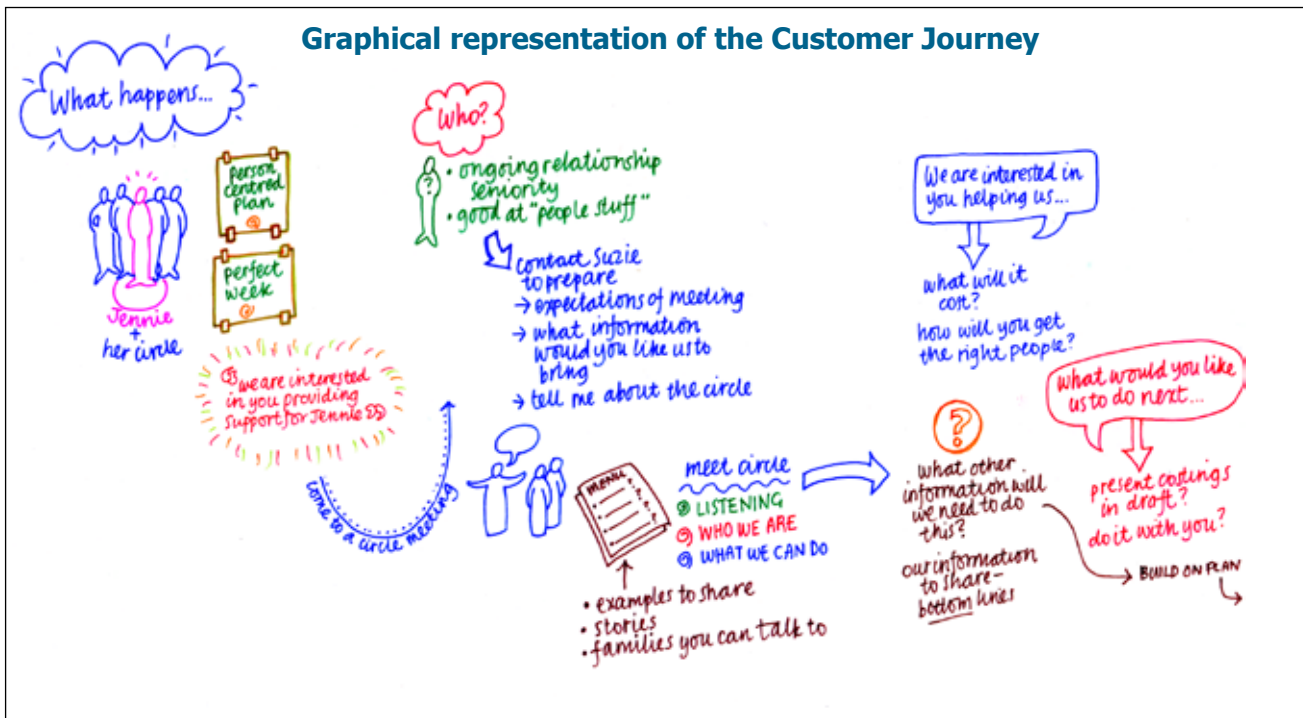 Graphical representation of the Customer Journey
What happens...
Jennie
+
her circle
person
centred
plan
perfect
week
we are interested
in you providing
support for Jennie
come to a circle meeting
Who?
?
• ongoing relationship
seniority
• good at "people stuff"
contact Suzie
to prepare
→ expectations of meeting
→ what information
would you like us to
bring
→ tell me about the circle
MENU
meet circle
LISTENING
WHO WE ARE
WHAT WE CAN DO
• examples to share
• stories
• families you can talk to
We are interested in
you helping us...
what will it
cost?
how will you get
the right people?
?
what other
information will
we need to do
this?
our information
to share-
bottom lines
what would you like
us to do next...
present costings
in draft?
do it with you?
BUILD ON PLAN